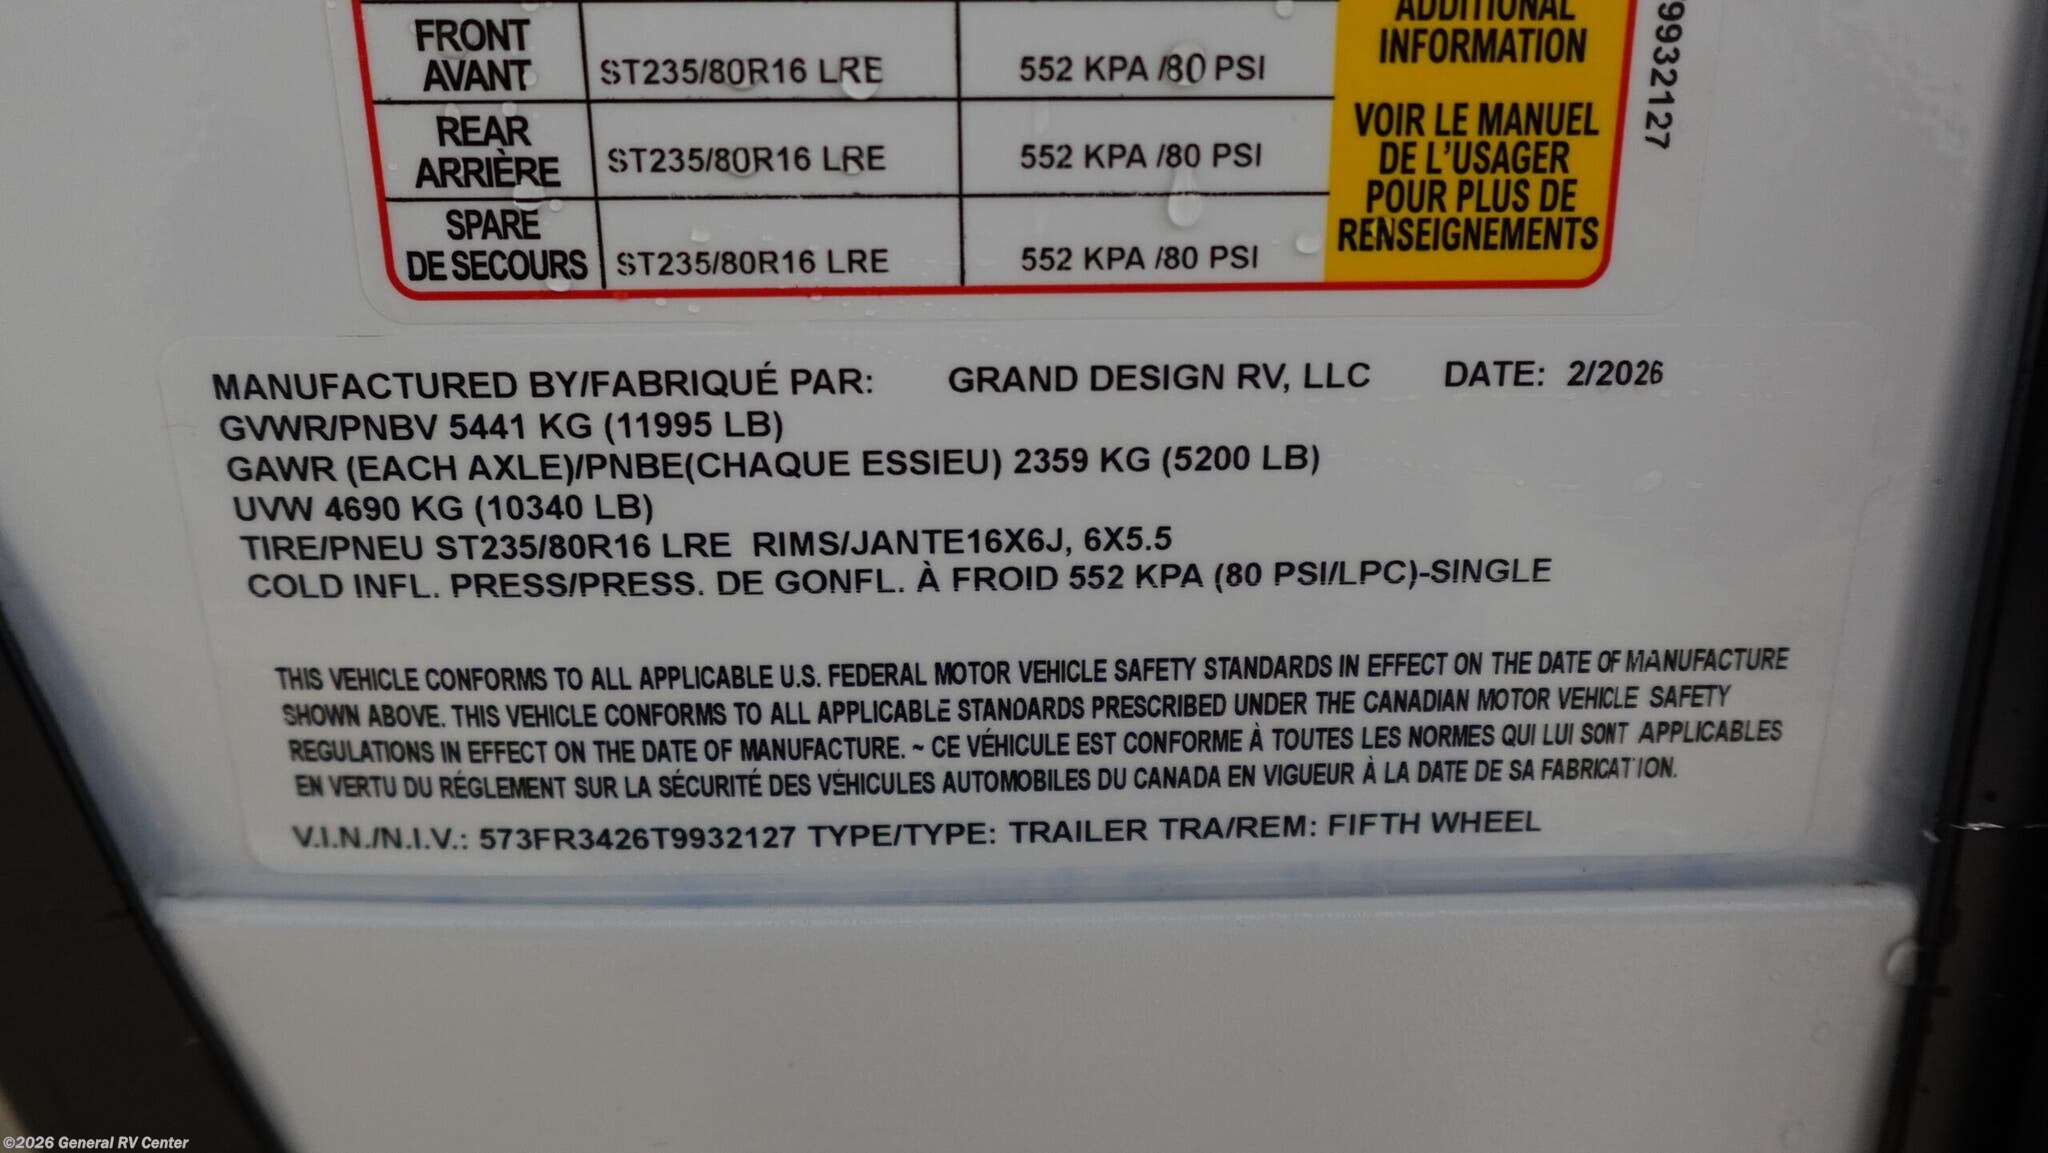 ADDITIONAL
INFORMATION
VOIR LE MANUEL
DE L'USAGER
POUR PLUS DE
RENSEIGNEMENTS
9932127
FRONT
AVANT ST235/80R16 LRE 552 KPA /80 PSI
REAR
ARRIÈRE ST235/80R16 LRE 552 KPA /80 PSI
SPARE
DE SECOURS ST235/80R16 LRE 552 KPA /80 PSI
MANUFACTURED BY/FABRIQUÉ PAR: GRAND DESIGN RV, LLC DATE: 2/2026
GVWR/PNBV 5441 KG (11995 LB)
GAWR (EACH AXLE)/PNBE(CHAQUE ESSIEU) 2359 KG (5200 LB)
UVW 4690 KG (10340 LB)
TIRE/PNEU ST235/80R16 LRE RIMS/JANTE16X6J, 6X5.5
COLD INFL. PRESS/PRESS. DE GONFL. À FROID 552 KPA (80 PSI/LPC)-SINGLE
THIS VEHICLE CONFORMS TO ALL APPLICABLE U.S. FEDERAL MOTOR VEHICLE SAFETY STANDARDS IN EFFECT ON THE DATE OF MANUFACTURE
SHOWN ABOVE. THIS VEHICLE CONFORMS TO ALL APPLICABLE STANDARDS PRESCRIBED UNDER THE CANADIAN MOTOR VEHICLE SAFETY
REGULATIONS IN EFFECT ON THE DATE OF MANUFACTURE. ~ CE VÉHICULE EST CONFORME À TOUTES LES NORMES QUI LUI SONT APPLICABLES
EN VERTU DU RÉGLEMENT SUR LA SÉCURITÉ DES VÉHICULES AUTOMOBILES DU CANADA EN VIGUEUR À LA DATE DE SA FABRICATION.
V.I.N./N.I.V.: 573FR3426T9932127 TYPE/TYPE: TRAILER TRA/REM: FIFTH WHEEL
©2026 General RV Center